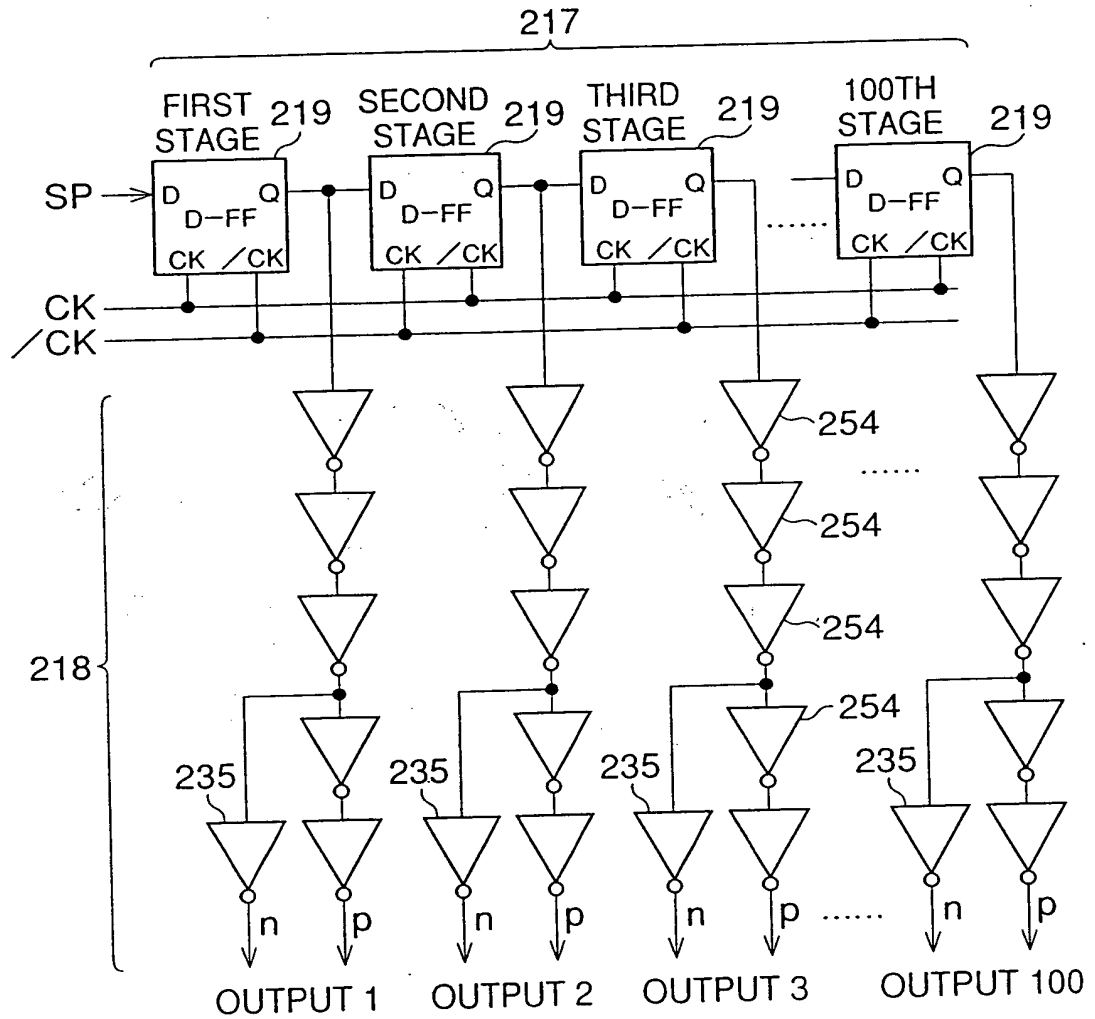 217
FIRST STAGE 219
SECOND STAGE 219
THIRD STAGE 219
100TH STAGE 219
SP
D Q
D-FF
CK /CK
D Q
D-FF
CK /CK
D Q
D-FF
CK /CK
......
D Q
D-FF
CK /CK
CK
/CK
218
254
......
254
254
254
235
235
235
235
n p
n p
n p
......
n p
OUTPUT 1
OUTPUT 2
OUTPUT 3
OUTPUT 100